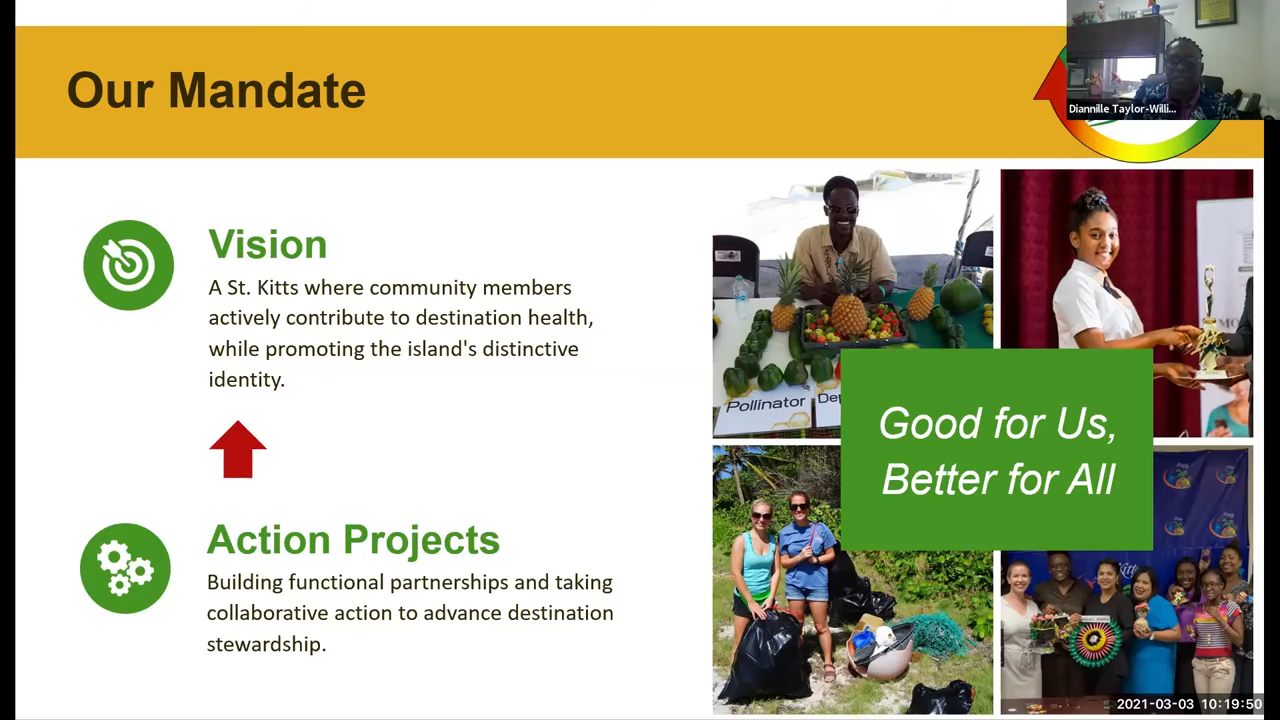 Our Mandate
Diannille Taylor-Willi...
Vision
A St. Kitts where community members
actively contribute to destination health,
while promoting the island's distinctive
identity.
Action Projects
Building functional partnerships and taking
collaborative action to advance destination
stewardship.
Pollinator
De
Good for Us,
Better for All
2021-03-03 10:19:50